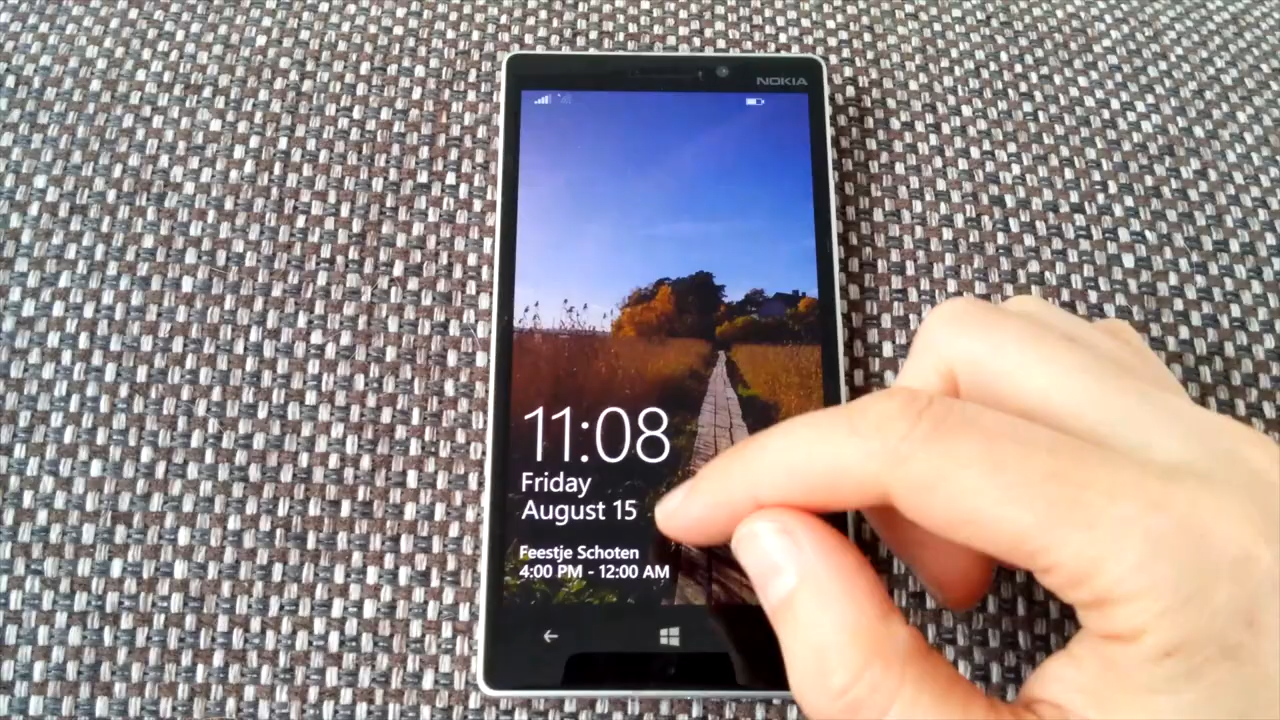 NOKIA
11:08
Friday
August 15
Feestje Schoten
4:00 PM - 12:00 AM